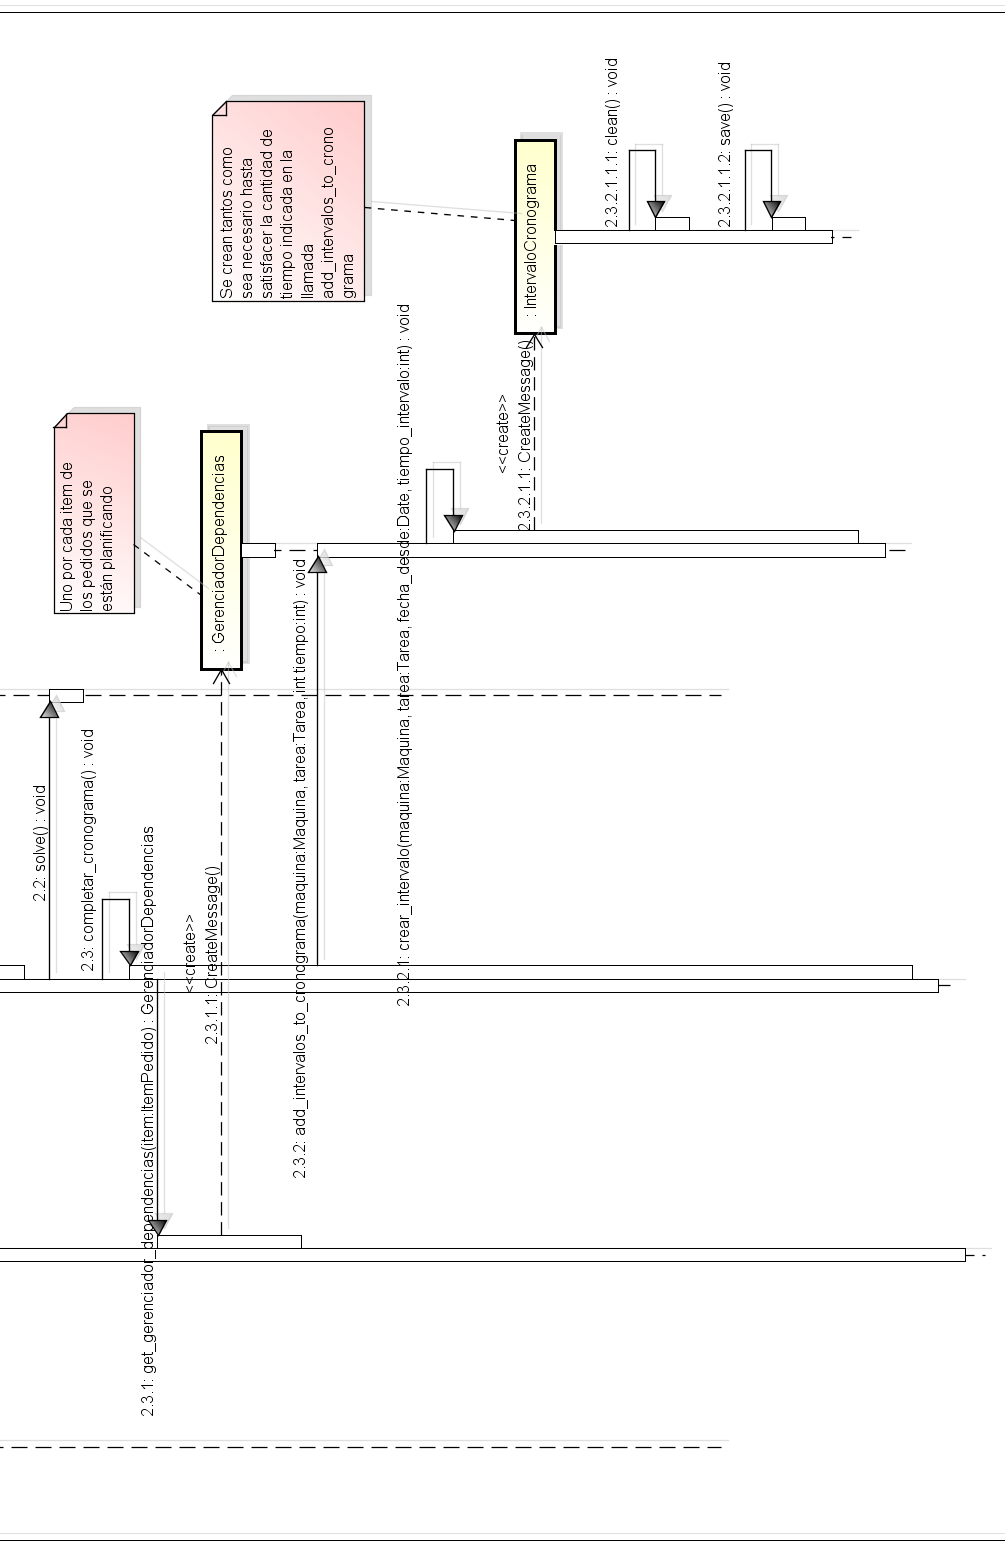 Uno por cada item de
los pedidos que se
están planificando
Se crean tantos como
sea necesario hasta
satisfacer la cantidad de
tiempo indicada en la
llamada
add_intervalos_to_crono
grama
: GerenciadorDependencias
: IntervaloCronograma
2.2: solve() : void
2.3: completar_cronograma() : void
2.3.1: get_gerenciador_dependencias(item:ItemPedido) : GerenciadorDependencias
<<create>>
2.3.1.1: CreateMessage()
2.3.2: add_intervalos_to_cronograma(maquina:Maquina, tarea:Tarea, int tiempo:int) : void
2.3.2.1: crear_intervalo(maquina:Maquina, tarea:Tarea, fecha_desde:Date, tiempo_intervalo:int) : void
<<create>>
2.3.2.1.1: CreateMessage()
2.3.2.1.1.1: clean() : void
2.3.2.1.1.2: save() : void